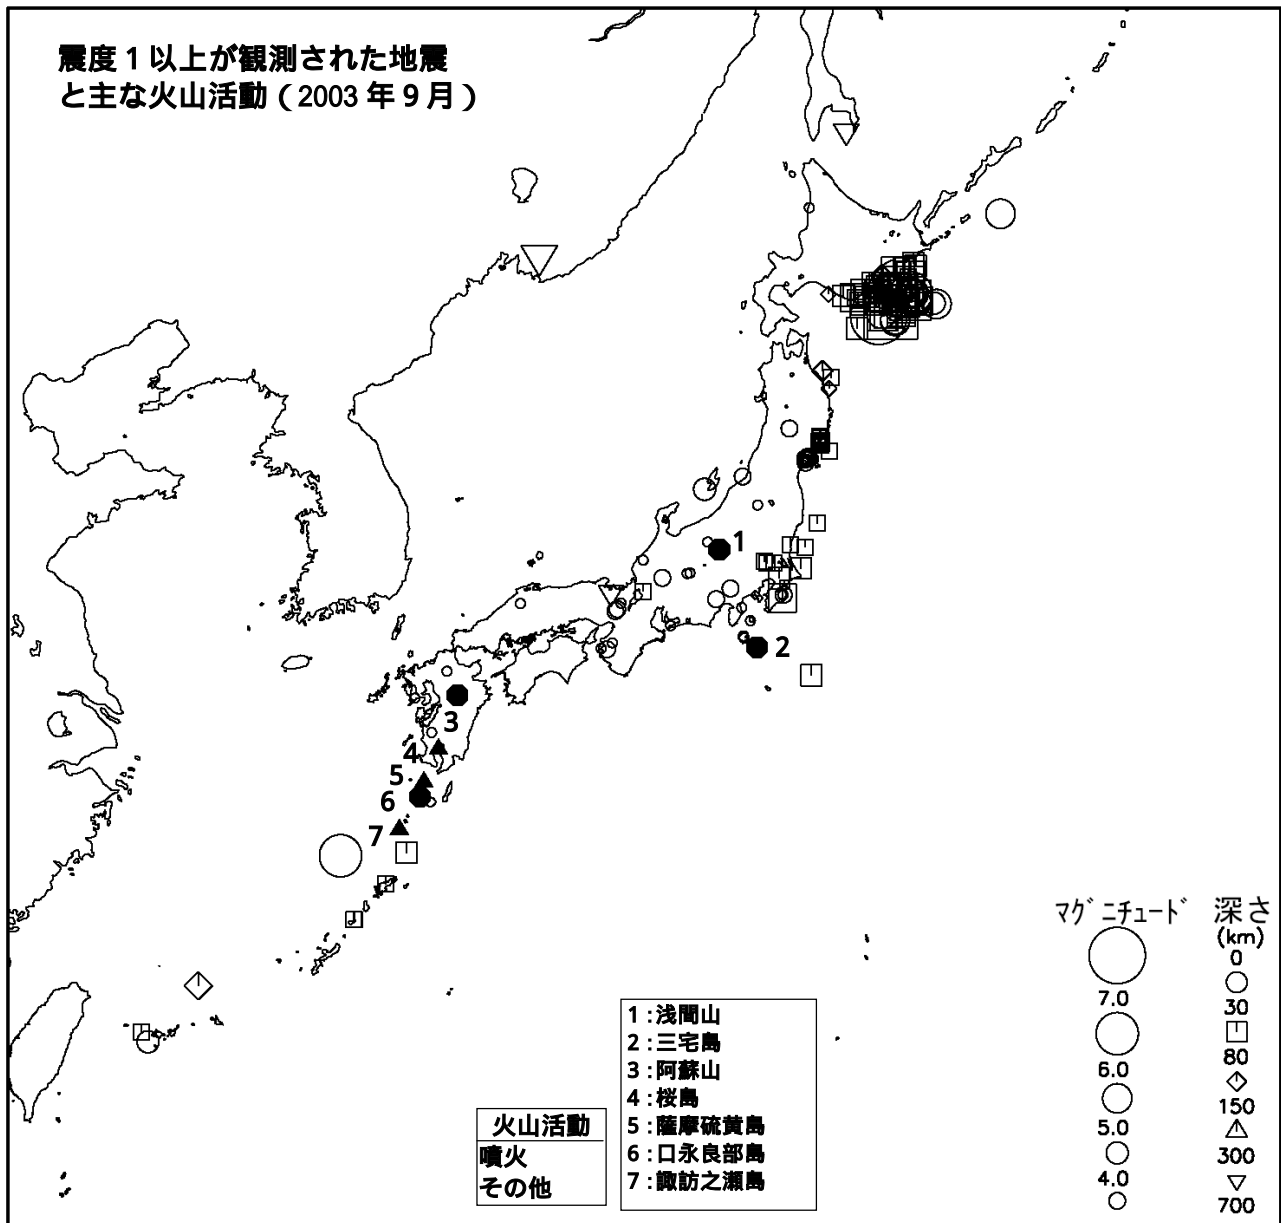 震度1以上が観測された地震
と主な火山活動（2003年9月）
1
2
3
4
5
6
7
マグニチュード
7.0
6.0
5.0
4.0
深さ
(km)
0
30
80
150
300
700
火山活動
噴火
その他
1:浅間山
2:三宅島
3:阿蘇山
4:桜島
5:薩摩硫黄島
6:口永良部島
7:諏訪之瀬島